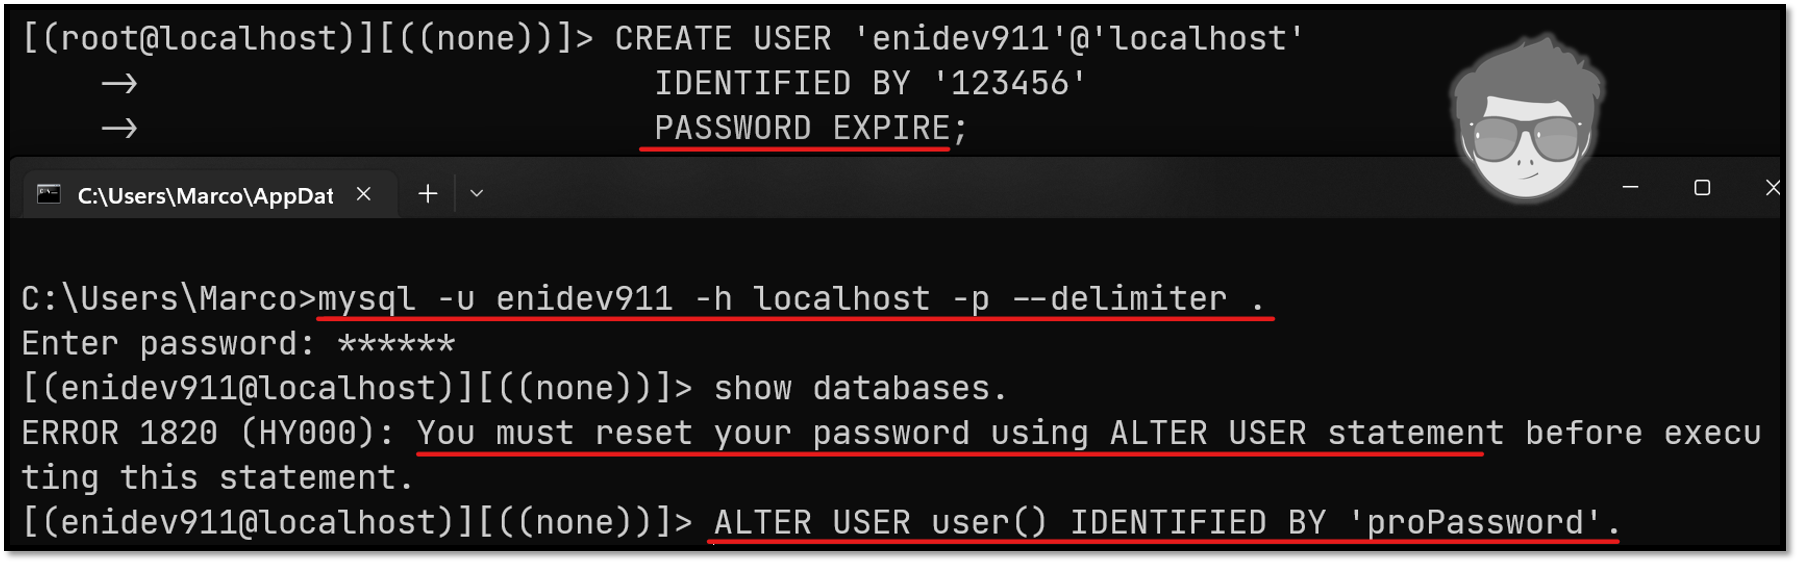 [(root@localhost)][((none))]> CREATE USER 'enidev911'@'localhost'
-> IDENTIFIED BY '123456'
-> PASSWORD EXPIRE;
C:\Users\Marco\AppDat
C:\Users\Marco>mysql -u enidev911 -h localhost -p --delimiter .
Enter password: ******
[(enidev911@localhost)][((none))]> show databases.
ERROR 1820 (HY000): You must reset your password using ALTER USER statement before execu
ting this statement.
[(enidev911@localhost)][((none))]> ALTER USER user() IDENTIFIED BY 'proPassword'.